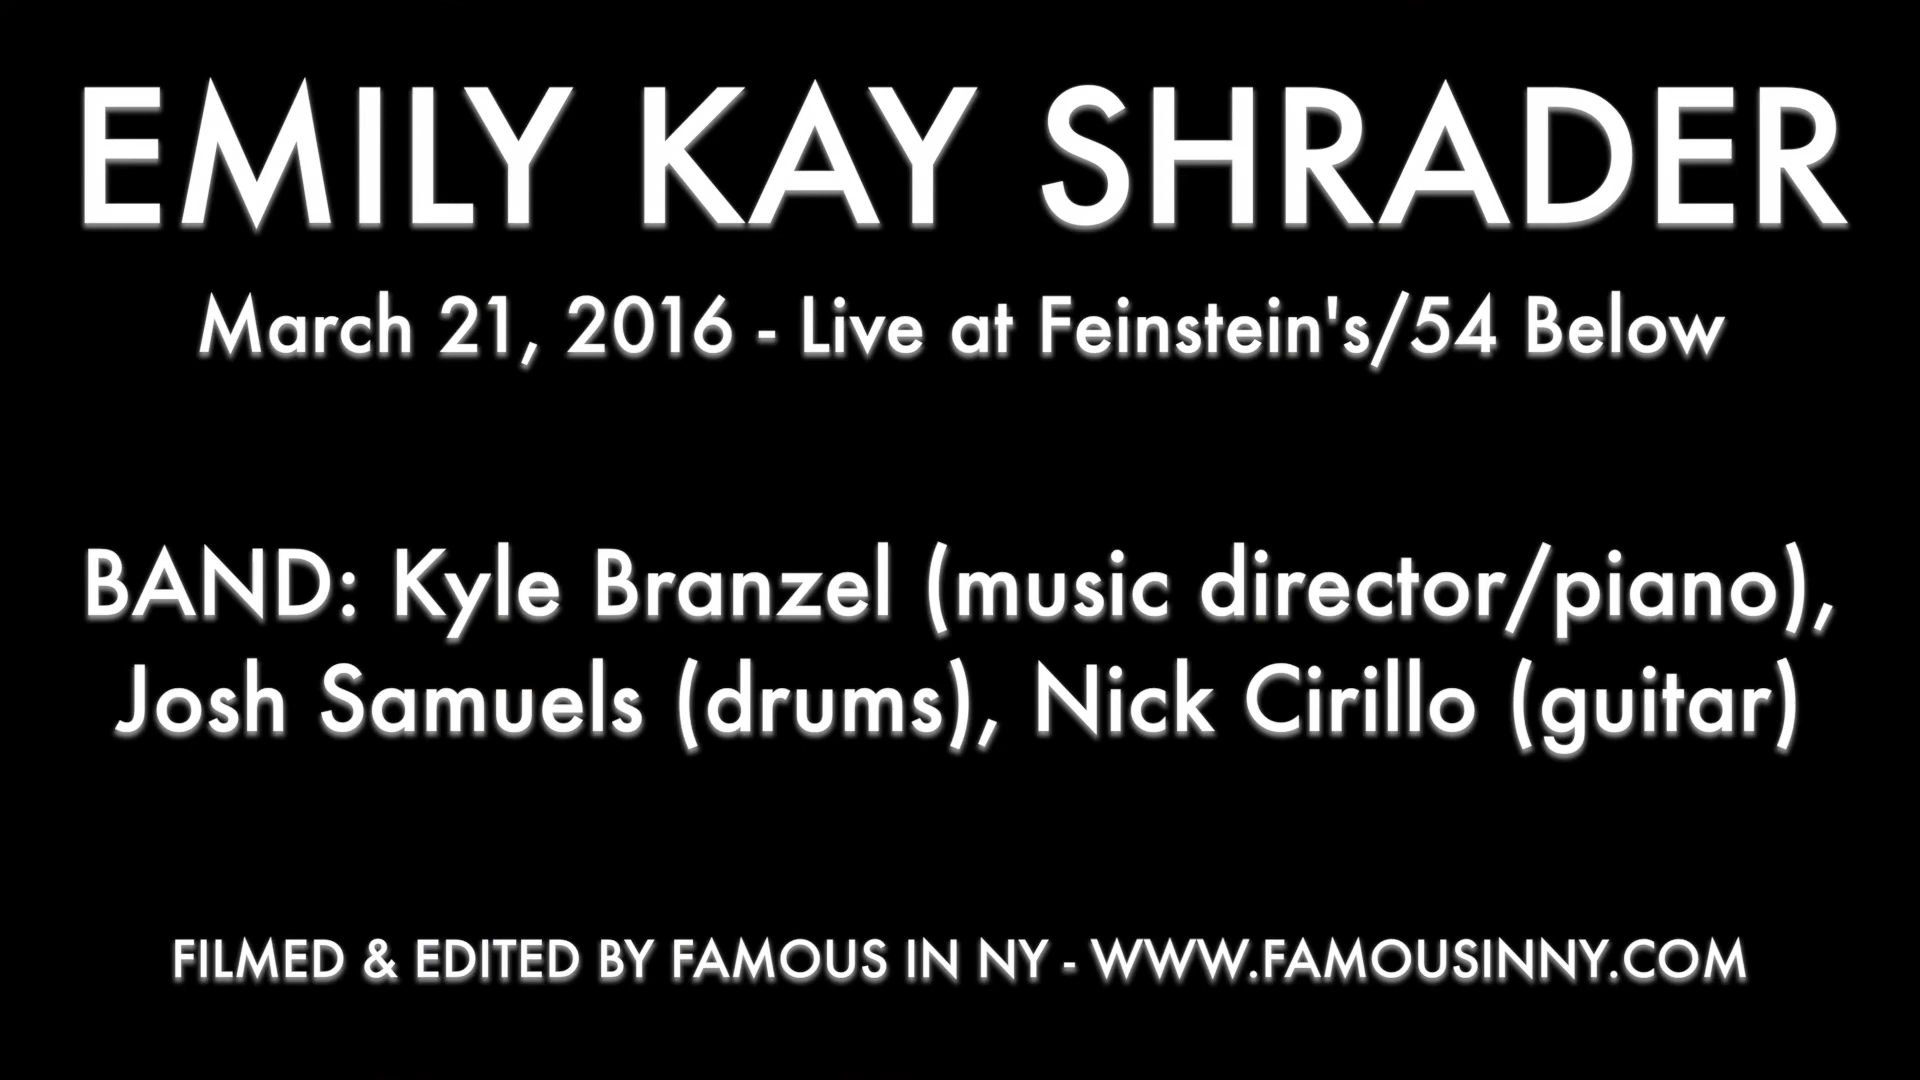 EMILY KAY SHRADER
March 21, 2016 - Live at Feinstein's/54 Below
BAND: Kyle Branzel (music director/piano),
Josh Samuels (drums), Nick Cirillo (guitar)
FILMED & EDITED BY FAMOUS IN NY - WWW.FAMOUSINNY.COM